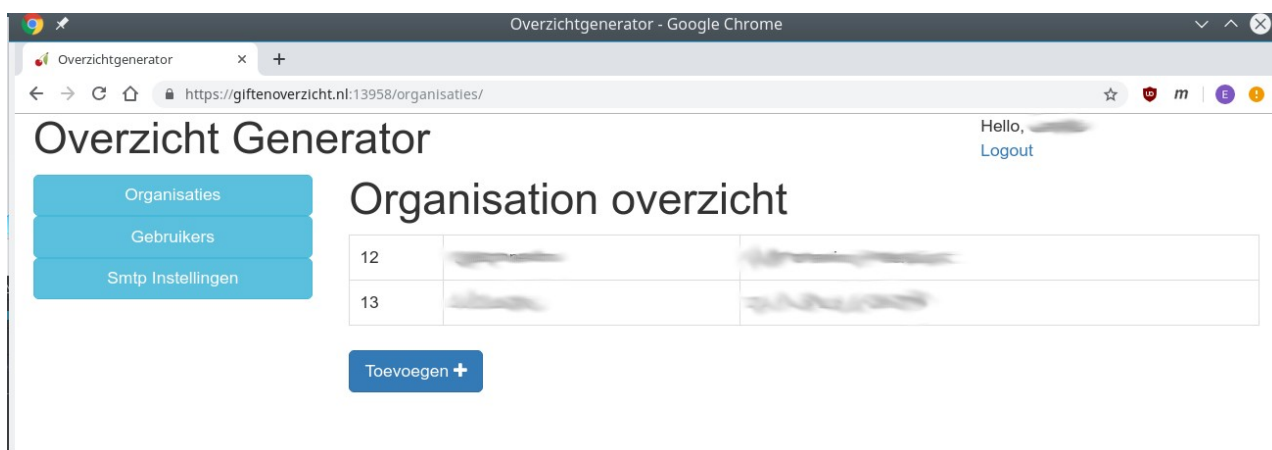 Overzichtgenerator - Google Chrome
Overzichtgenerator
https://giftenoverzicht.nl:13958/organisaties/
m
E
Overzicht Generator
Hello,
Logout
Organisaties
Gebruikers
Smtp Instellingen
Organisation overzicht
12
13
Toevoegen